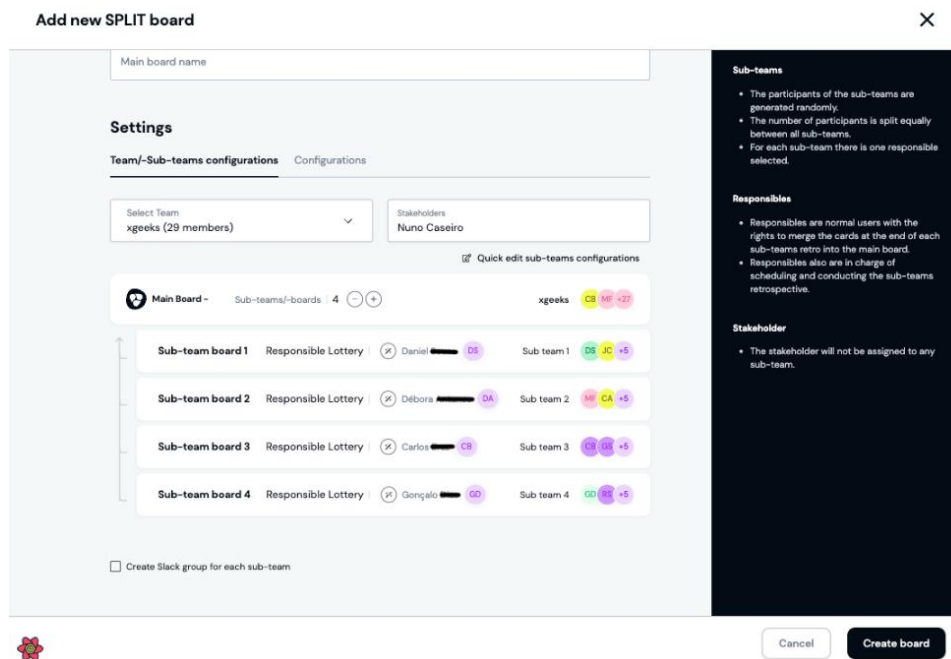 Add new SPLIT board
Main board name
Settings
Team/-Sub-teams configurations Configurations
Select Team
xgeeks (29 members)
Stakeholders
Nuno Caseiro
Quick edit sub-teams configurations
Main Board - Sub-teams/-boards 4 xgeeks CB MF +27
Sub-team board 1 Responsible Lottery Daniel DS Sub team 1 DS JC +5
Sub-team board 2 Responsible Lottery Débora DA Sub team 2 MF CA +5
Sub-team board 3 Responsible Lottery Carlos CB Sub team 3 CB GS +5
Sub-team board 4 Responsible Lottery Gonçalo GD Sub team 4 GD RS +5
Create Slack group for each sub-team
Sub-teams
• The participants of the sub-teams are
generated randomly.
• The number of participants is split equally
between all sub-teams.
• For each sub-team there is one responsible
selected.
Responsibles
• Responsibles are normal users with the
rights to merge the cards at the end of each
sub-teams retro into the main board.
• Responsibles also are in charge of
scheduling and conducting the sub-teams
retrospective.
Stakeholder
• The stakeholder will not be assigned to any
sub-team.
Cancel Create board